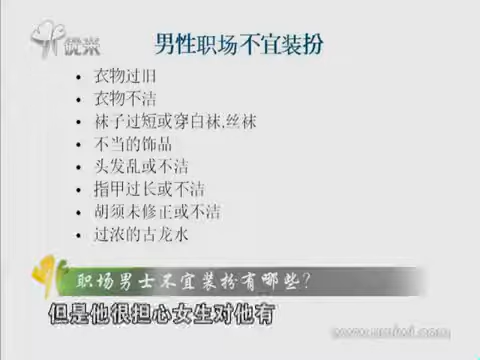 优米
男性职场不宜装扮
• 衣物过旧
• 衣物不洁
• 袜子过短或穿白袜,丝袜
• 不当的饰品
• 头发乱或不洁
• 指甲过长或不洁
• 胡须未修正或不洁
• 过浓的古龙水
职场男士不宜装扮有哪些?
但是他很担心女生对他有